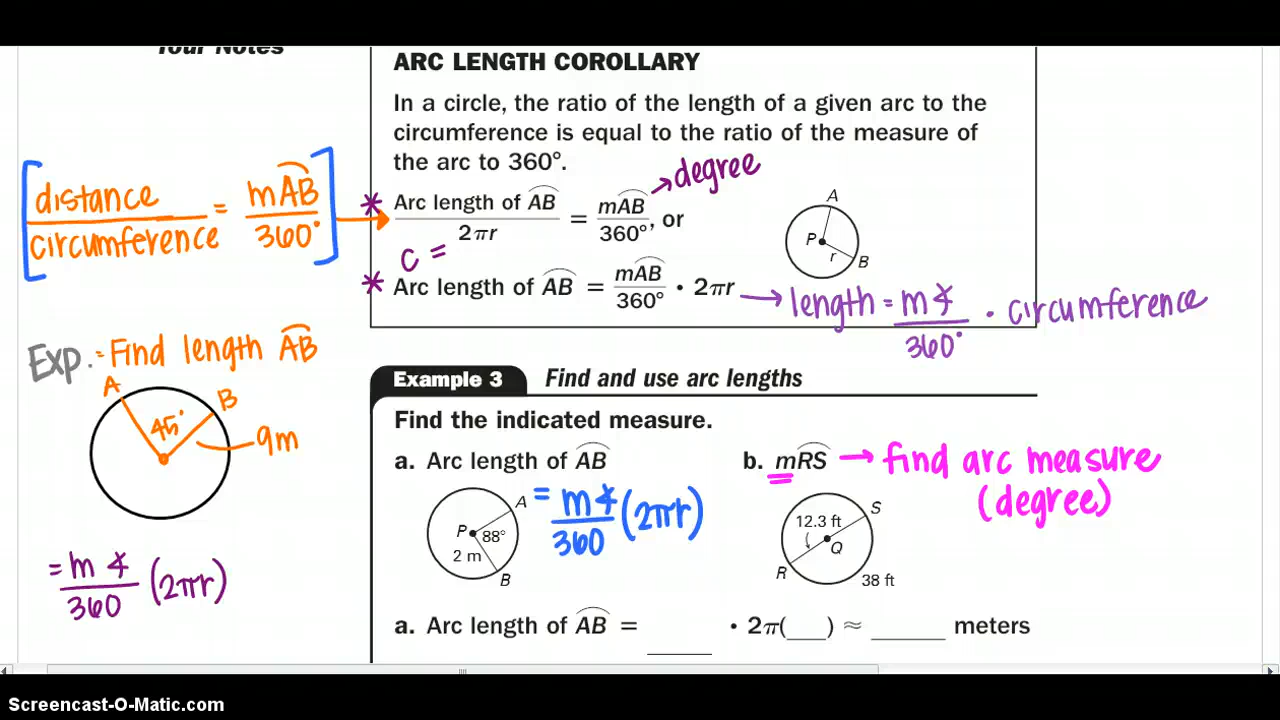 Your Notes
ARC LENGTH COROLLARY
In a circle, the ratio of the length of a given arc to the
circumference is equal to the ratio of the measure of
the arc to 360°.
* Arc length of AB / 2πr = mAB / 360°, or
→ degree
C =
* Arc length of AB = mAB / 360° • 2πr
→ length = m∡ / 360° • circumference
A
P
r
B
[distance / circumference = mAB / 360°]
Exp. = Find length AB
A
B
45°
9m
= m∡ / 360 (2πr)
Example 3 Find and use arc lengths
Find the indicated measure.
a. Arc length of AB
= m∡ / 360 (2πr)
A
P
88°
2 m
B
b. mRS → find arc measure
(degree)
S
12.3 ft
Q
R
38 ft
a. Arc length of AB = ____ • 2π(___) ≈ _____ meters
Screencast-O-Matic.com